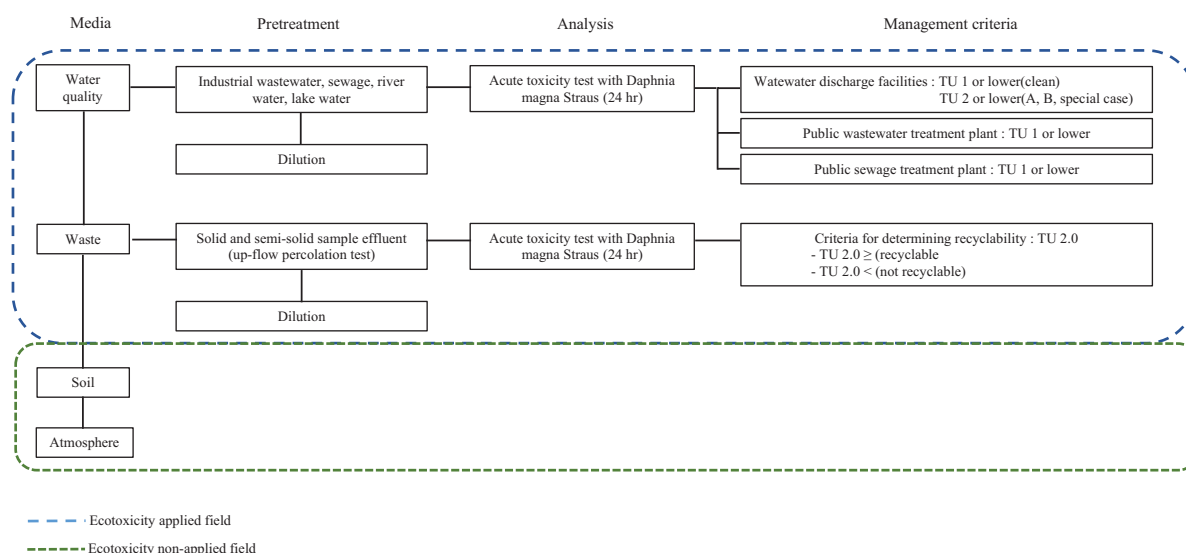 Media
Pretreatment
Analysis
Management criteria
Water
quality
Industrial wastewater, sewage, river
water, lake water
Acute toxicity test with Daphnia
magna Straus (24 hr)
Watewater discharge facilities : TU 1 or lower(clean)
TU 2 or lower(A, B, special case)
Dilution
Public wastewater treatment plant : TU 1 or lower
Public sewage treatment plant : TU 1 or lower
Waste
Solid and semi-solid sample effluent
(up-flow percolation test)
Acute toxicity test with Daphnia
magna Straus (24 hr)
Criteria for determining recyclability : TU 2.0
- TU 2.0 ≥ (recyclable
- TU 2.0 < (not recyclable)
Dilution
Soil
Atmosphere
Ecotoxicity applied field
Ecotoxicity non-applied field